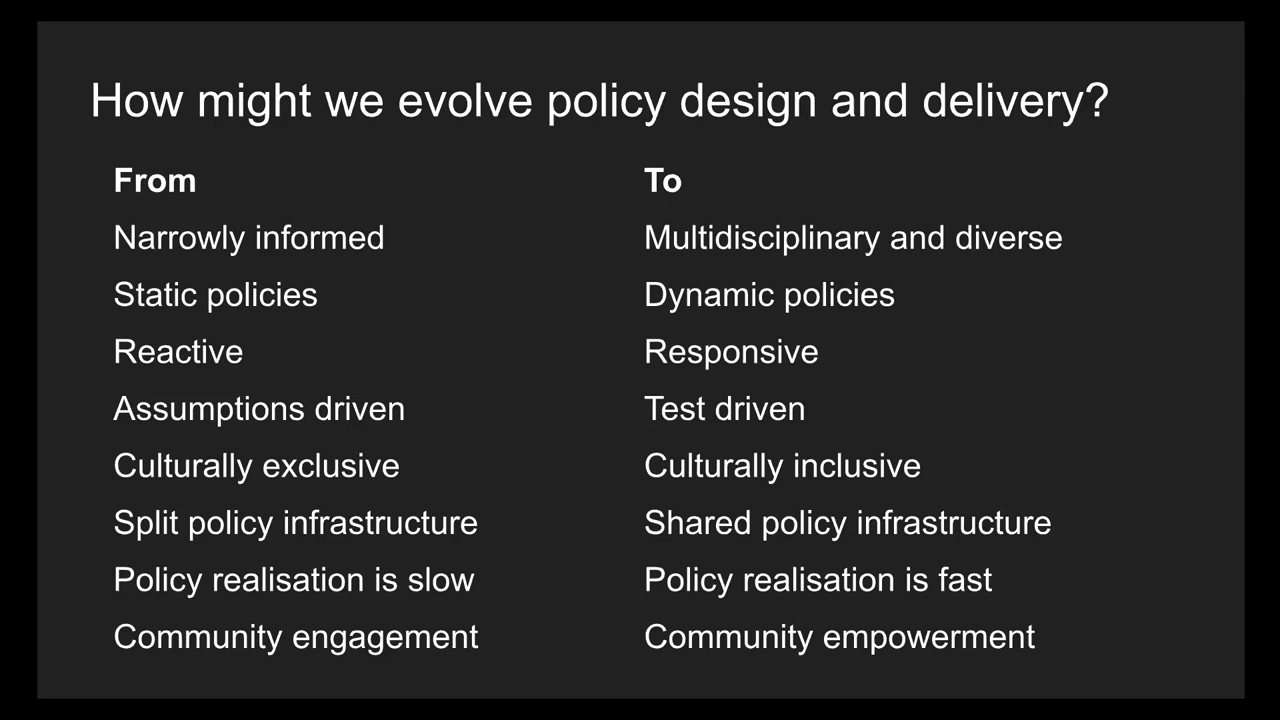 How might we evolve policy design and delivery?
From To
Narrowly informed Multidisciplinary and diverse
Static policies Dynamic policies
Reactive Responsive
Assumptions driven Test driven
Culturally exclusive Culturally inclusive
Split policy infrastructure Shared policy infrastructure
Policy realisation is slow Policy realisation is fast
Community engagement Community empowerment